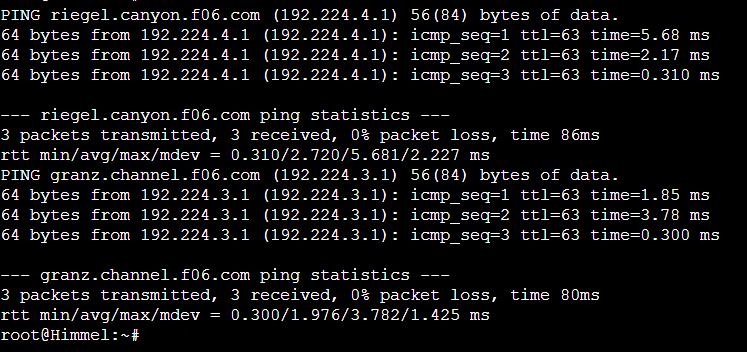 PING riegel.canyon.f06.com (192.224.4.1) 56(84) bytes of data.
64 bytes from 192.224.4.1 (192.224.4.1): icmp_seq=1 ttl=63 time=5.68 ms
64 bytes from 192.224.4.1 (192.224.4.1): icmp_seq=2 ttl=63 time=2.17 ms
64 bytes from 192.224.4.1 (192.224.4.1): icmp_seq=3 ttl=63 time=0.310 ms
--- riegel.canyon.f06.com ping statistics ---
3 packets transmitted, 3 received, 0% packet loss, time 86ms
rtt min/avg/max/mdev = 0.310/2.720/5.681/2.227 ms
PING granz.channel.f06.com (192.224.3.1) 56(84) bytes of data.
64 bytes from 192.224.3.1 (192.224.3.1): icmp_seq=1 ttl=63 time=1.85 ms
64 bytes from 192.224.3.1 (192.224.3.1): icmp_seq=2 ttl=63 time=3.78 ms
64 bytes from 192.224.3.1 (192.224.3.1): icmp_seq=3 ttl=63 time=0.300 ms
--- granz.channel.f06.com ping statistics ---
3 packets transmitted, 3 received, 0% packet loss, time 80ms
rtt min/avg/max/mdev = 0.300/1.976/3.782/1.425 ms
root@Himmel:~#